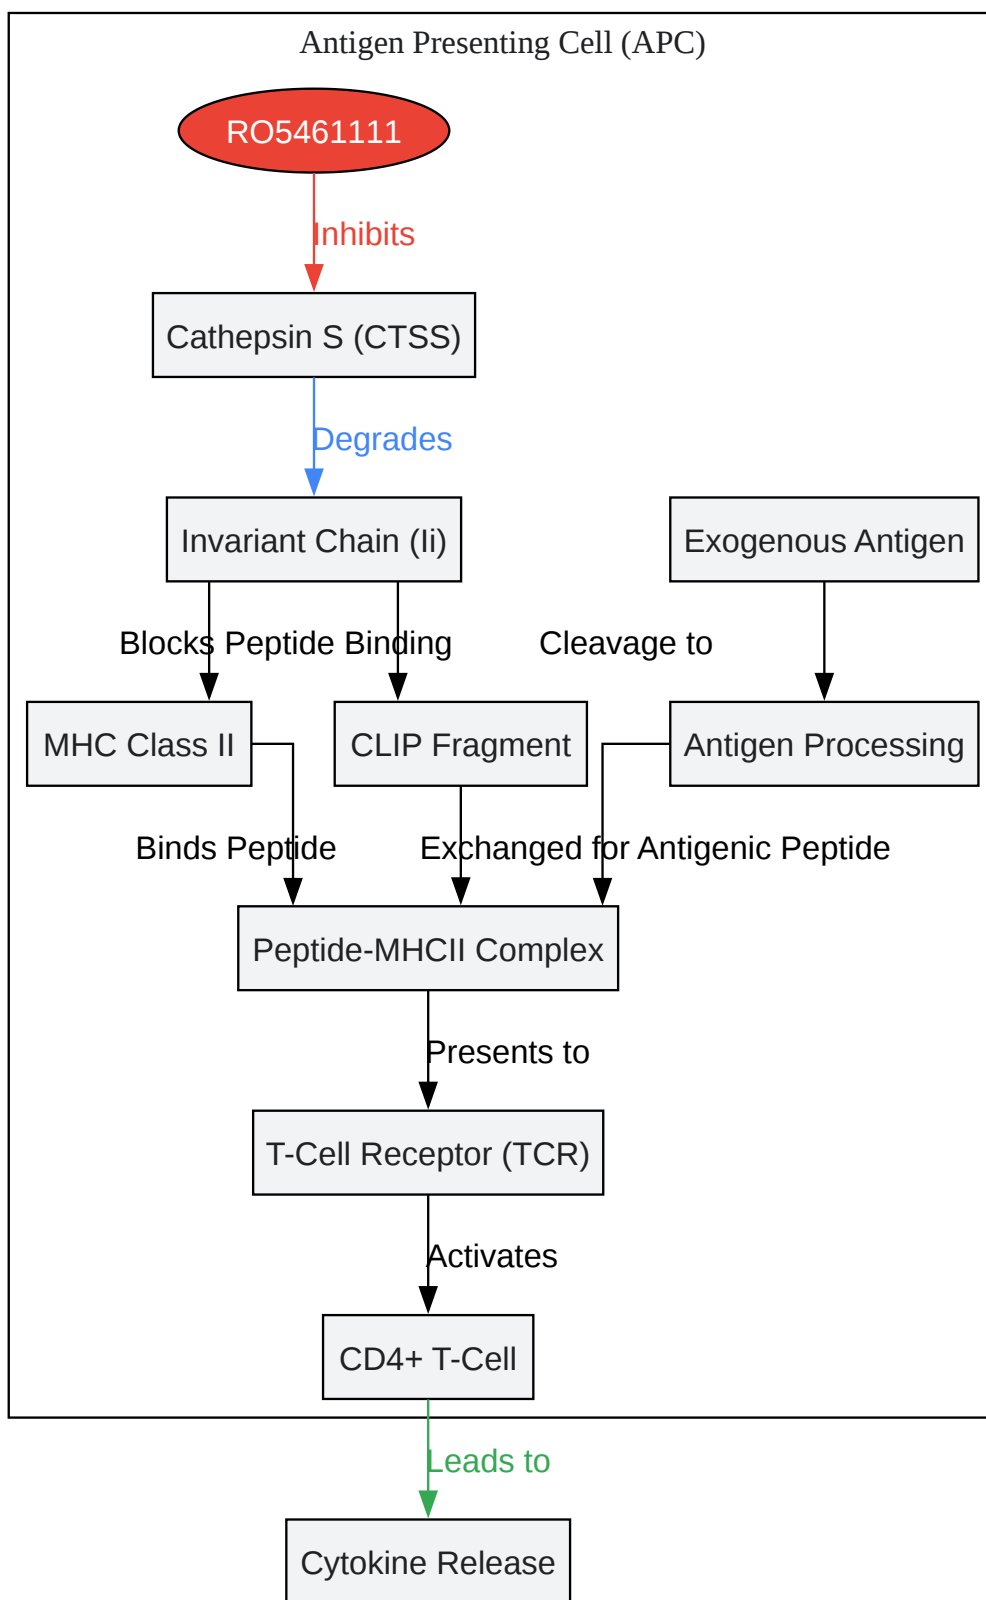 Antigen Presenting Cell (APC)
RO5461111
Inhibits
Cathepsin S (CTSS)
Degrades
Invariant Chain (Ii)
Exogenous Antigen
Blocks Peptide Binding
Cleavage to
MHC Class II
CLIP Fragment
Antigen Processing
Binds Peptide
Exchanged for Antigenic Peptide
Peptide-MHCII Complex
Presents to
T-Cell Receptor (TCR)
Activates
CD4+ T-Cell
Leads to
Cytokine Release